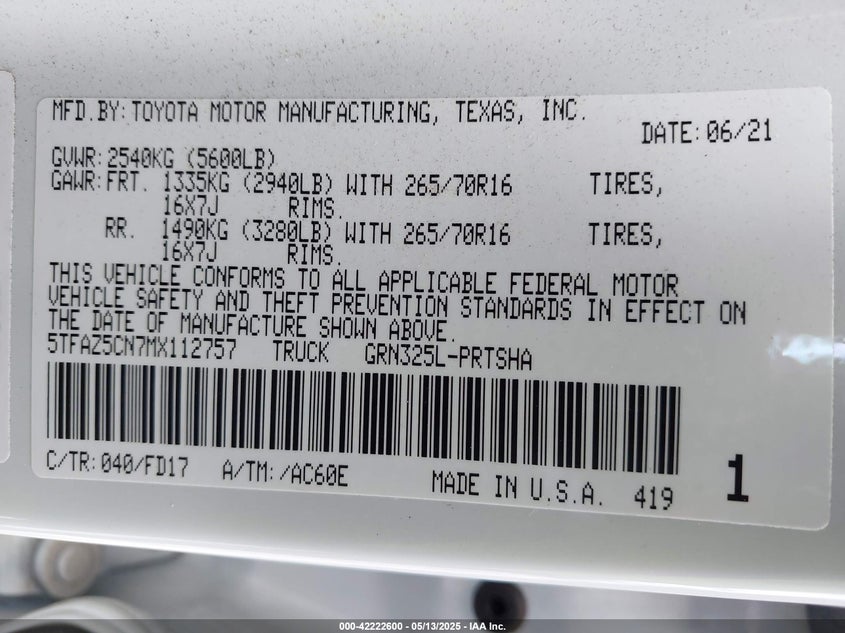 MFD.BY:TOYOTA MOTOR MANUFACTURING, TEXAS, INC.
DATE:06/21
GVWR:2540KG (5600LB)
GAWR:FRT. 1335KG (2940LB) WITH 265/70R16 TIRES,
16X7J RIMS.
RR. 1490KG (3280LB) WITH 265/70R16 TIRES,
16X7J RIMS.
THIS VEHICLE CONFORMS TO ALL APPLICABLE FEDERAL MOTOR
VEHICLE SAFETY AND THEFT PREVENTION STANDARDS IN EFFECT ON
THE DATE OF MANUFACTURE SHOWN ABOVE.
5TFAZ5CN7MX112757 TRUCK GRN325L-PRTSHA
C/TR:040/FD17 A/TM:/AC60E MADE IN U.S.A. 419 1
000-42222600 - 05/13/2025 - IAA Inc.